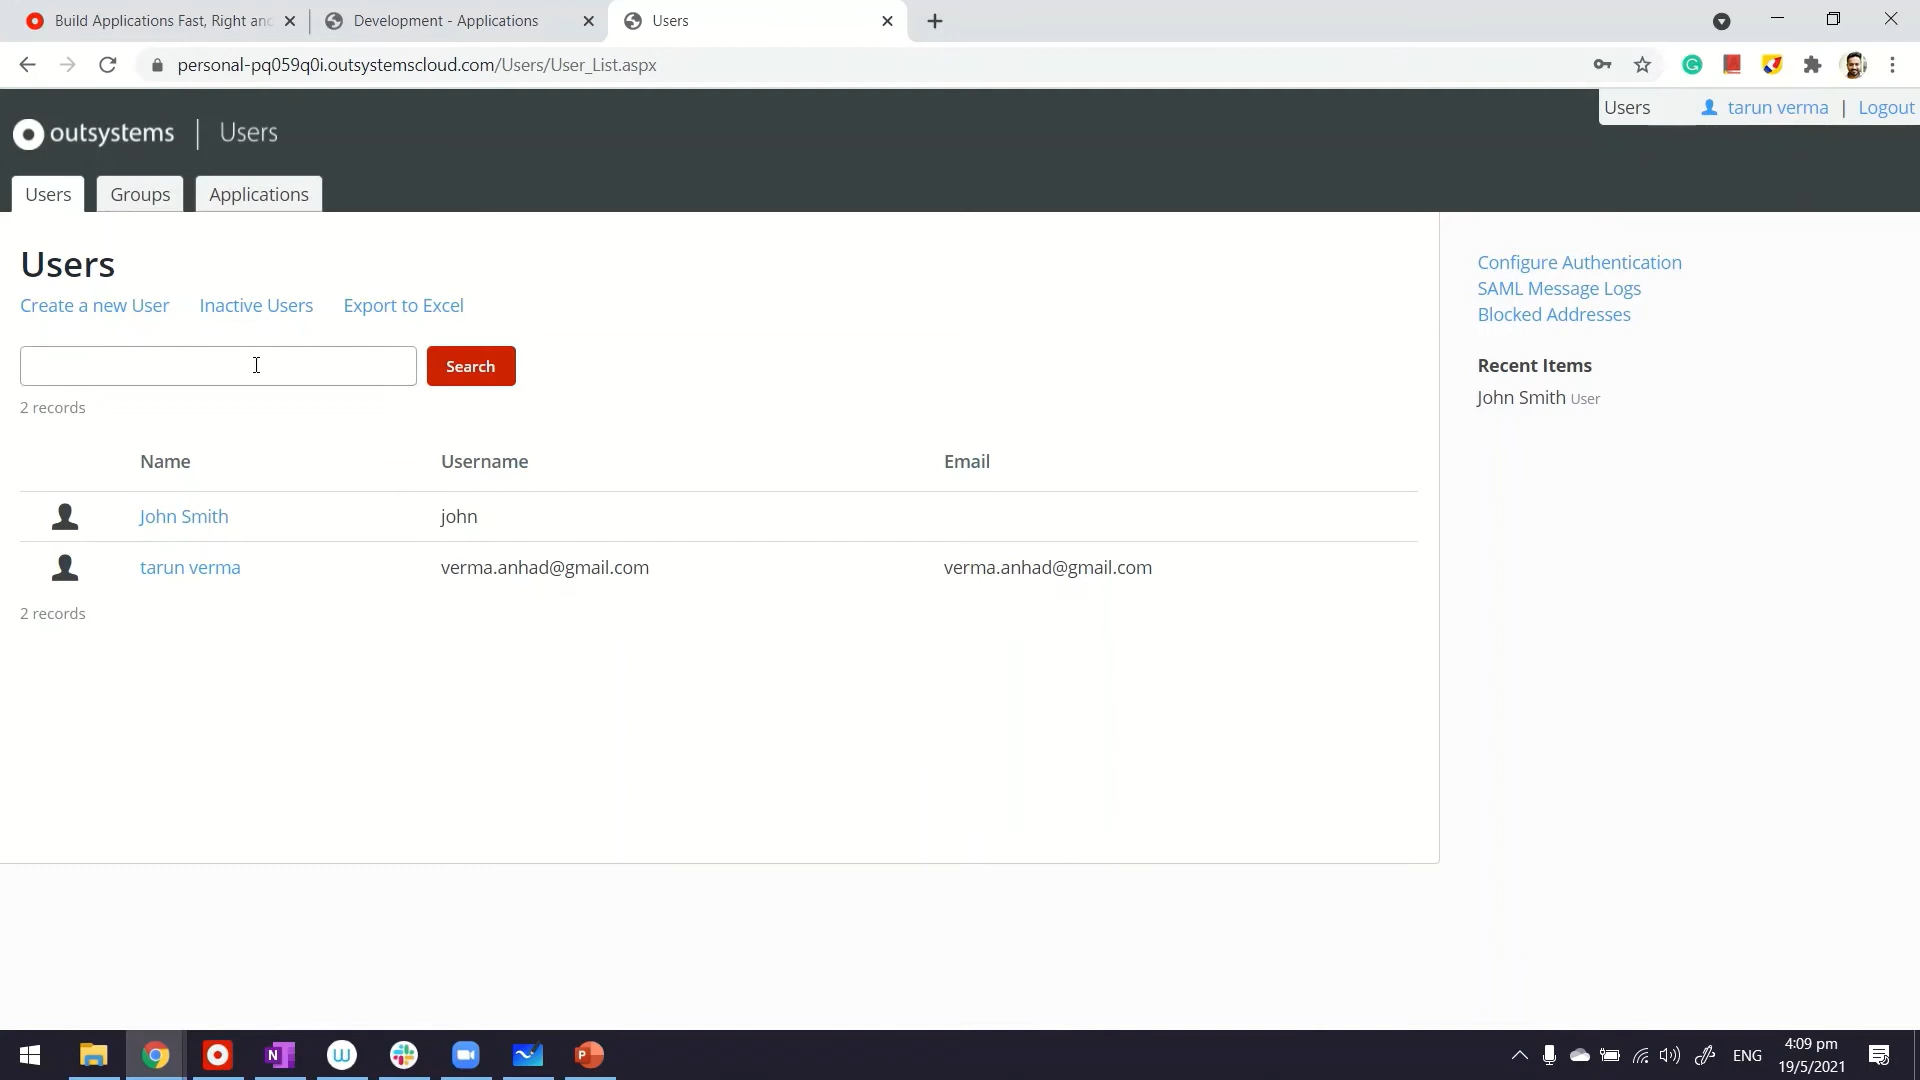 Build Applications Fast, Right and
Development - Applications
Users
personal-pq059q0i.outsystemscloud.com/Users/User_List.aspx
Users tarun verma | Logout
outsystems | Users
Users Groups Applications
Users
Create a new User Inactive Users Export to Excel
Search
2 records
Name Username Email
John Smith john
tarun verma verma.anhad@gmail.com verma.anhad@gmail.com
2 records
Configure Authentication
SAML Message Logs
Blocked Addresses
Recent Items
John Smith User
ENG
4:09 pm
19/5/2021